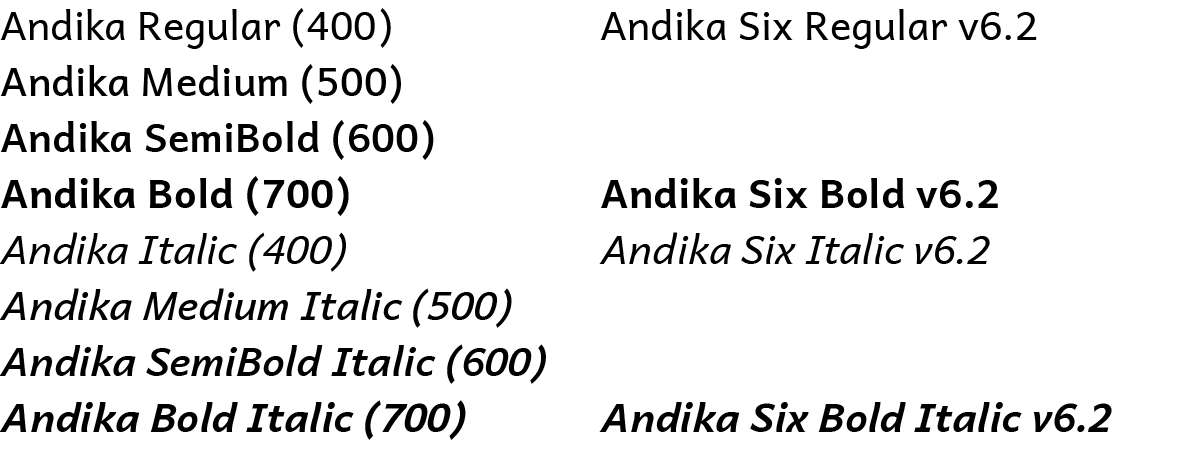 Andika Regular (400) Andika Six Regular v6.2
Andika Medium (500)
Andika SemiBold (600)
Andika Bold (700) Andika Six Bold v6.2
Andika Italic (400) Andika Six Italic v6.2
Andika Medium Italic (500)
Andika SemiBold Italic (600)
Andika Bold Italic (700) Andika Six Bold Italic v6.2